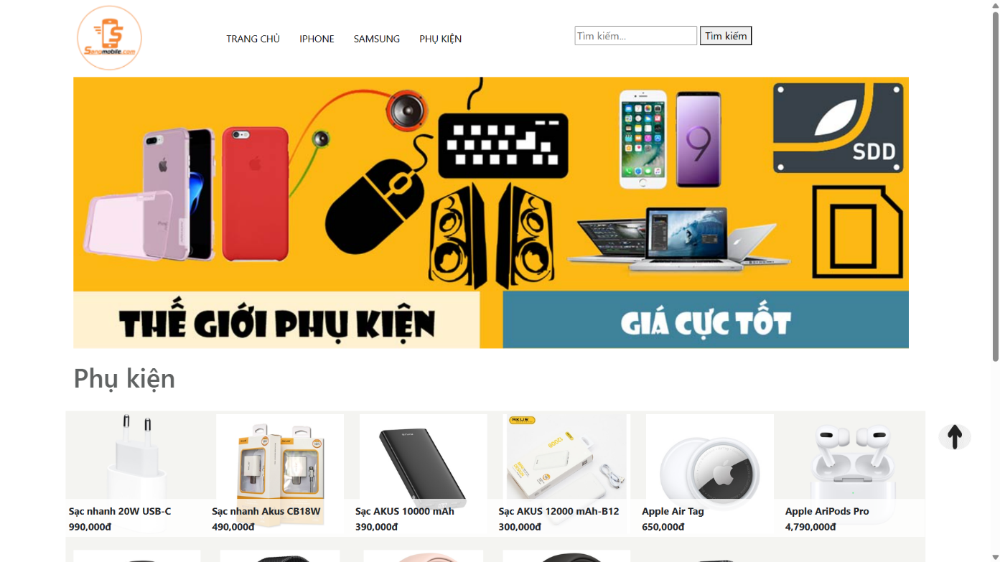 Sangmobile.com
TRANG CHỦ
IPHONE
SAMSUNG
PHỤ KIỆN
Tìm kiếm...
Tìm kiếm
9
SDD
THẾ GIỚI PHỤ KIỆN
GIÁ CỰC TỐT
Phụ kiện
AKUS
12000
Sạc nhanh 20W USB-C
990,000đ
Sạc nhanh Akus CB18W
490,000đ
Sạc AKUS 10000 mAh
390,000đ
Sạc AKUS 12000 mAh-B12
300,000đ
Apple Air Tag
650,000đ
Apple AriPods Pro
4,790,000đ